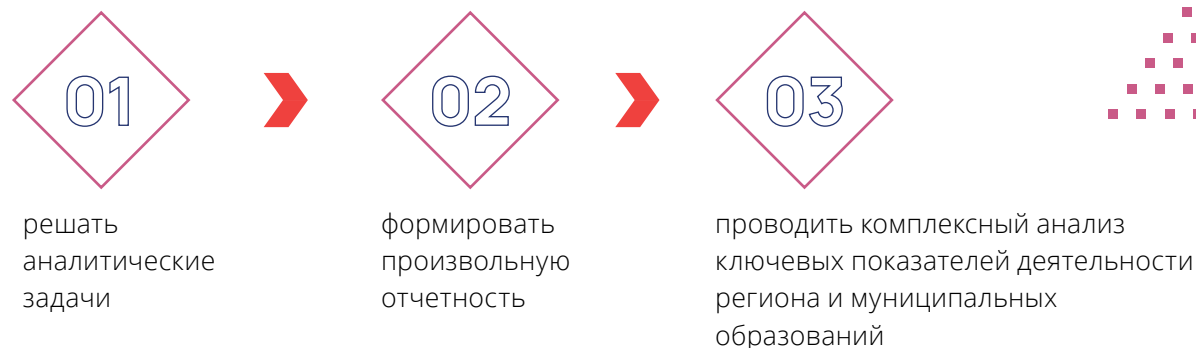 01
02
03
решать
аналитические
задачи
формировать
произвольную
отчетность
проводить комплексный анализ
ключевых показателей деятельности
региона и муниципальных
образований